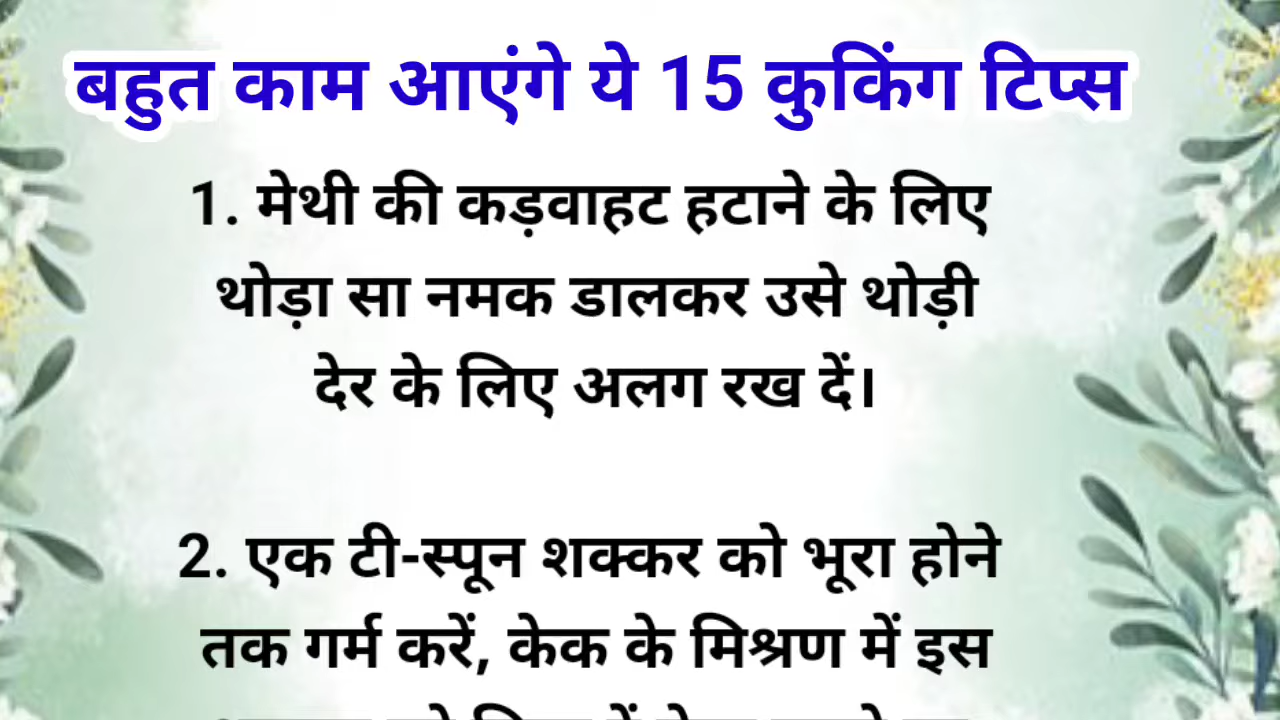 बहुत काम आएंगे ये 15 कुकिंग टिप्स
1. मेथी की कड़वाहट हटाने के लिए
थोड़ा सा नमक डालकर उसे थोड़ी
देर के लिए अलग रख दें।
2. एक टी-स्पून शक्कर को भूरा होने
तक गर्म करें, केक के मिश्रण में इस